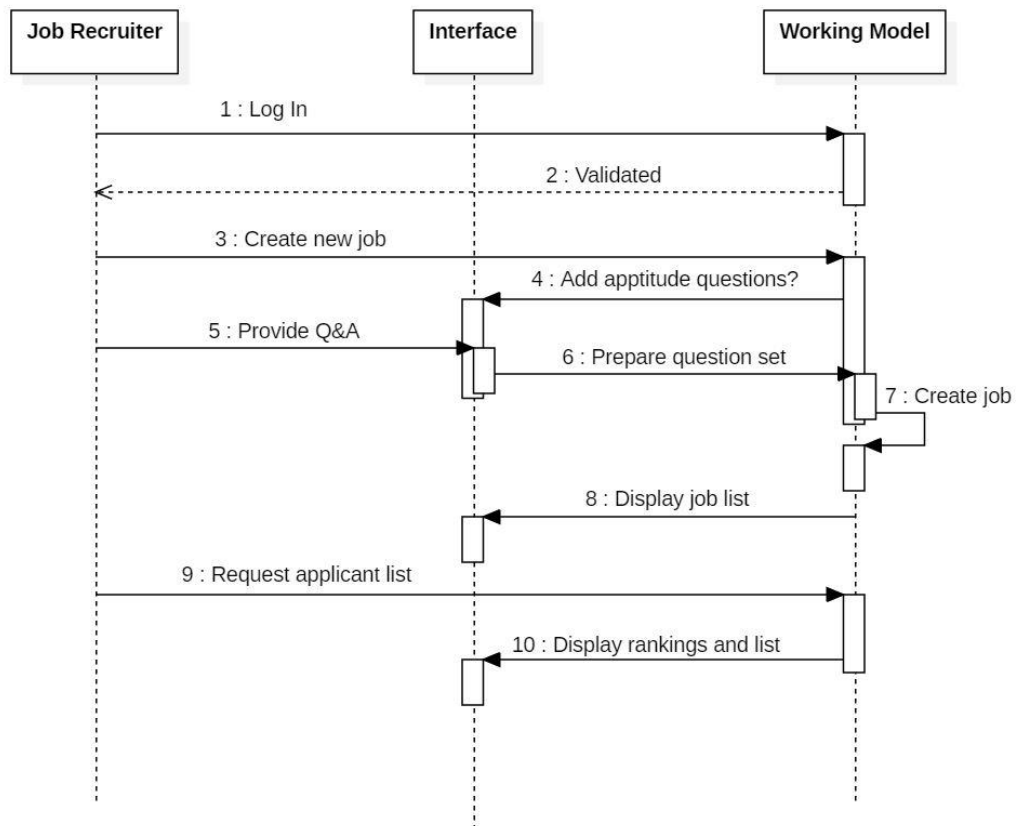 Job Recruiter
Interface
Working Model
1 : Log In
2 : Validated
3 : Create new job
4 : Add apptitude questions?
5 : Provide Q&A
6 : Prepare question set
7 : Create job
8 : Display job list
9 : Request applicant list
10 : Display rankings and list